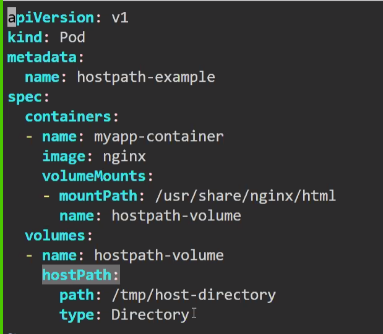 apiVersion: v1
kind: Pod
metadata:
  name: hostpath-example
spec:
  containers:
  - name: myapp-container
    image: nginx
    volumeMounts:
    - mountPath: /usr/share/nginx/html
      name: hostpath-volume
  volumes:
  - name: hostpath-volume
    hostPath:
      path: /tmp/host-directory
      type: Directory